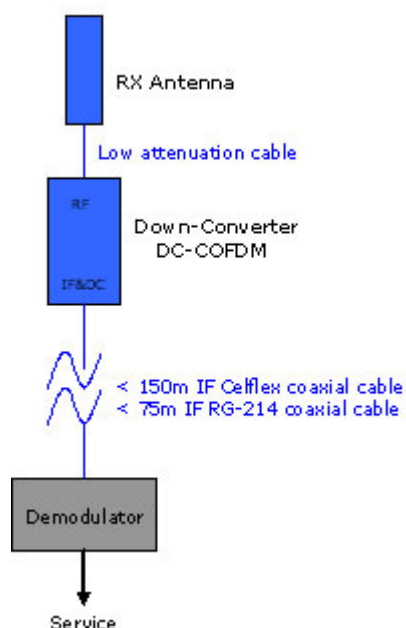 RX Antenna
Low attenuation cable
RF
Down-Converter
DC-COFDM
IF&DC
< 150m IF Celflex coaxial cable
< 75m IF RG-214 coaxial cable
Demodulator
Service